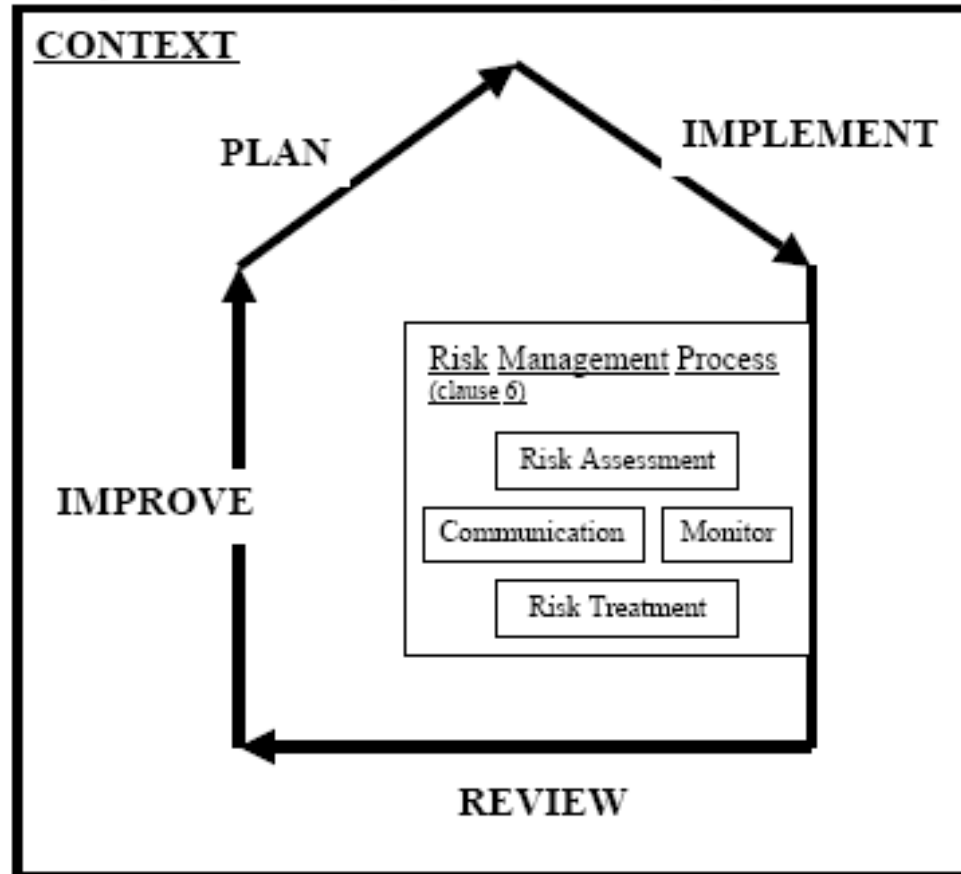 CONTEXT
PLAN
IMPLEMENT
Risk Management Process
(clause 6)
Risk Assessment
IMPROVE
Communication
Monitor
Risk Treatment
REVIEW